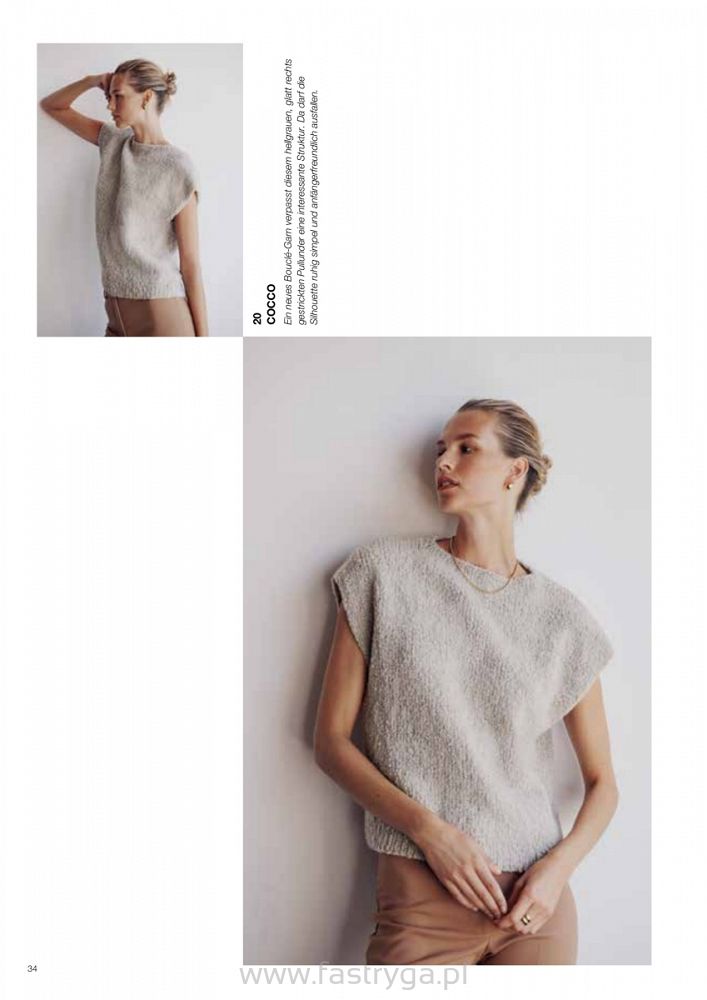 20
COCCO
Ein neues Bouclé-Garn verpasst diesem hellgrauen, glatt rechts
gestrickten Pullunder eine interessante Struktur. Da darf die
Silhouette ruhig simpel und anfängerfreundlich ausfallen.
34
www.fastryga.pl